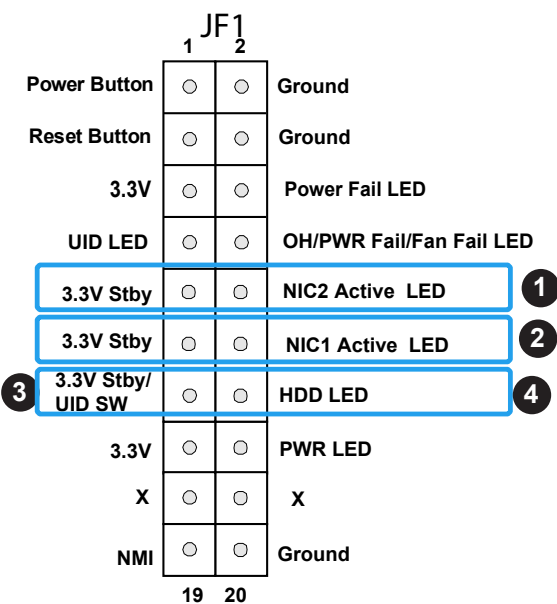 JF1
1 2
Power Button Ground
Reset Button Ground
3.3V Power Fail LED
UID LED OH/PWR Fail/Fan Fail LED
3.3V Stby NIC2 Active LED 1
3.3V Stby NIC1 Active LED 2
3 3.3V Stby/
UID SW HDD LED 4
3.3V PWR LED
X X
NMI Ground
19 20